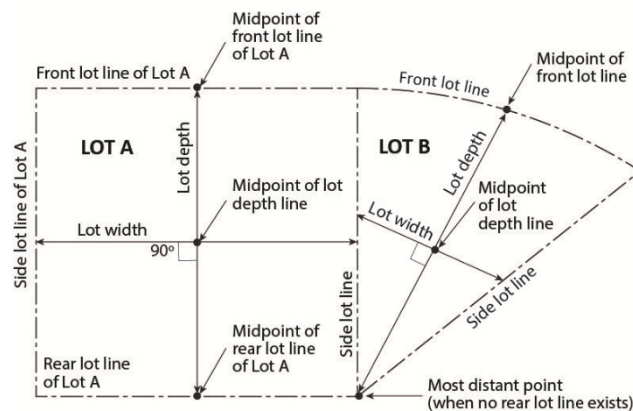 Midpoint of
front lot line
of Lot A
Midpoint of
front lot line
Front lot line of Lot A
Front lot line
LOT A
LOT B
Side lot line of Lot A
Lot depth
Lot depth
Midpoint of lot
depth line
Midpoint
of lot
depth line
Lot width
Lot width
90º
Side lot line
Side lot line
Midpoint of
rear lot line
of Lot A
Rear lot line
of Lot A
Most distant point
(when no rear lot line exists)